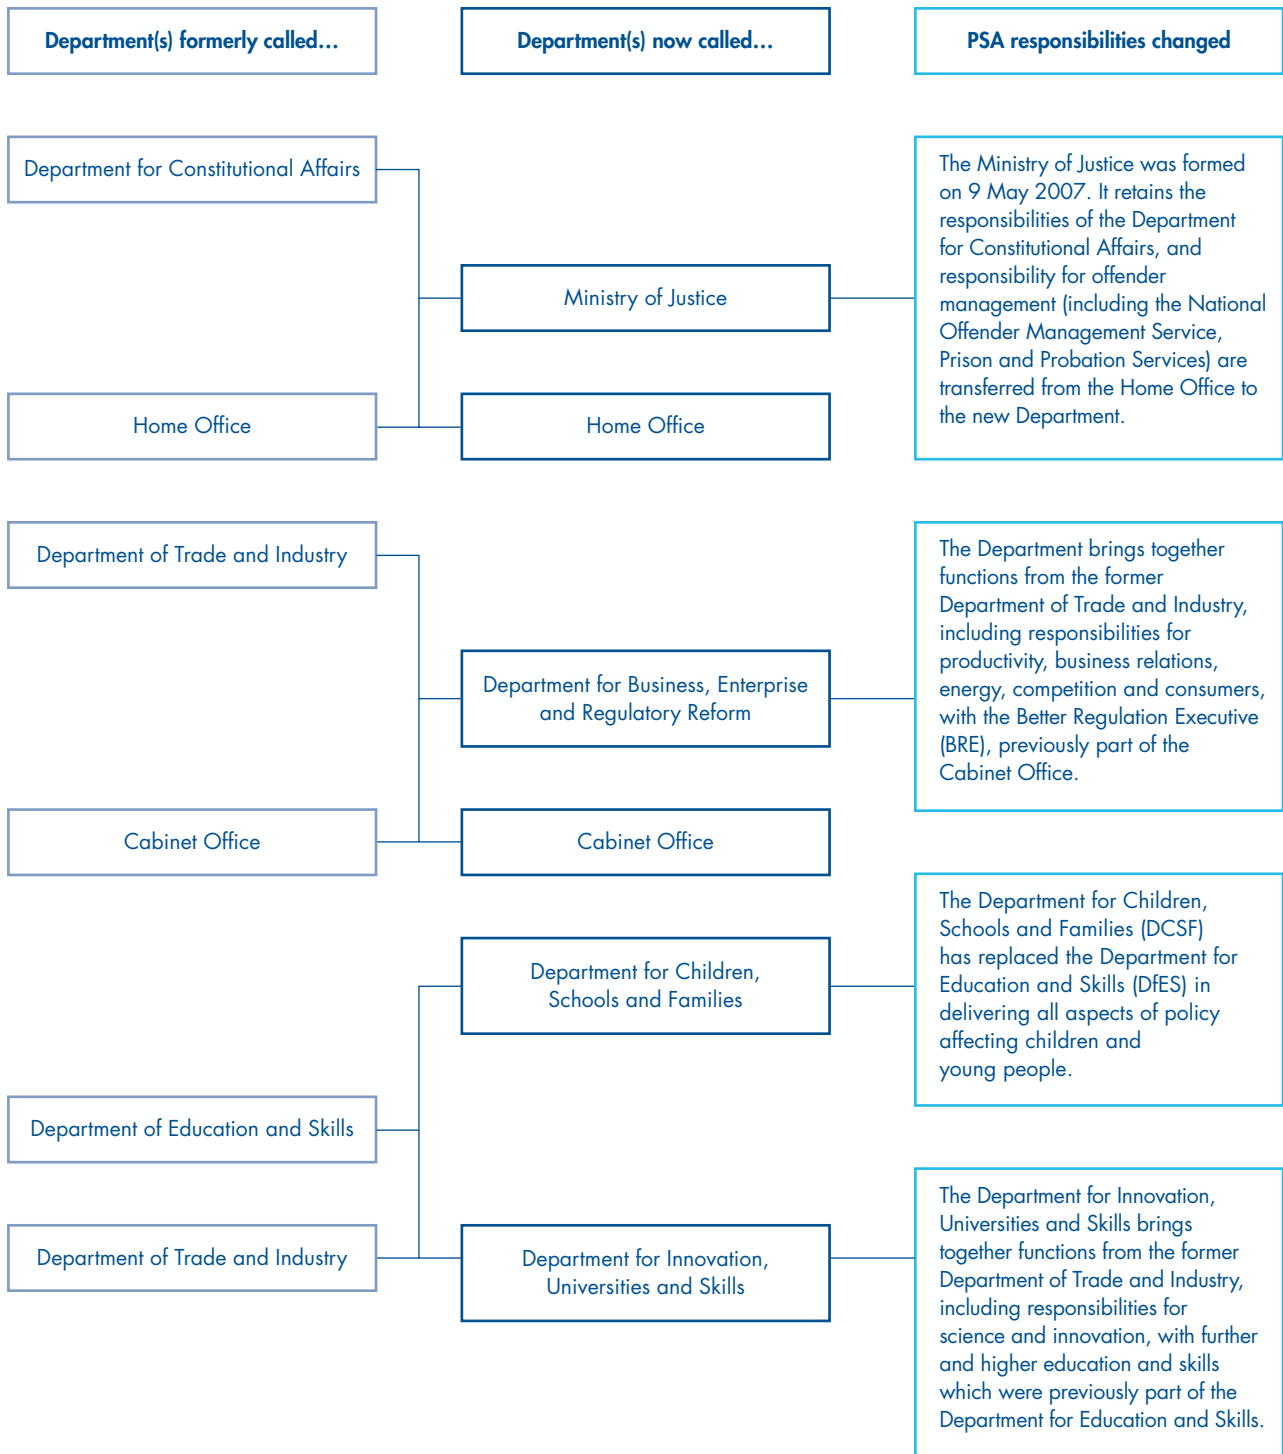 Department(s) formerly called...
Department(s) now called...
PSA responsibilities changed
Department for Constitutional Affairs
Ministry of Justice
Home Office
Home Office
The Ministry of Justice was formed
on 9 May 2007. It retains the
responsibilities of the Department
for Constitutional Affairs, and
responsibility for offender
management (including the National
Offender Management Service,
Prison and Probation Services) are
transferred from the Home Office to
the new Department.
Department of Trade and Industry
Department for Business, Enterprise
and Regulatory Reform
Cabinet Office
Cabinet Office
The Department brings together
functions from the former
Department of Trade and Industry,
including responsibilities for
productivity, business relations,
energy, competition and consumers,
with the Better Regulation Executive
(BRE), previously part of the
Cabinet Office.
Department for Children,
Schools and Families
The Department for Children,
Schools and Families (DCSF)
has replaced the Department for
Education and Skills (DfES) in
delivering all aspects of policy
affecting children and
young people.
Department of Education and Skills
Department of Trade and Industry
Department for Innovation,
Universities and Skills
The Department for Innovation,
Universities and Skills brings
together functions from the former
Department of Trade and Industry,
including responsibilities for
science and innovation, with further
and higher education and skills
which were previously part of the
Department for Education and Skills.